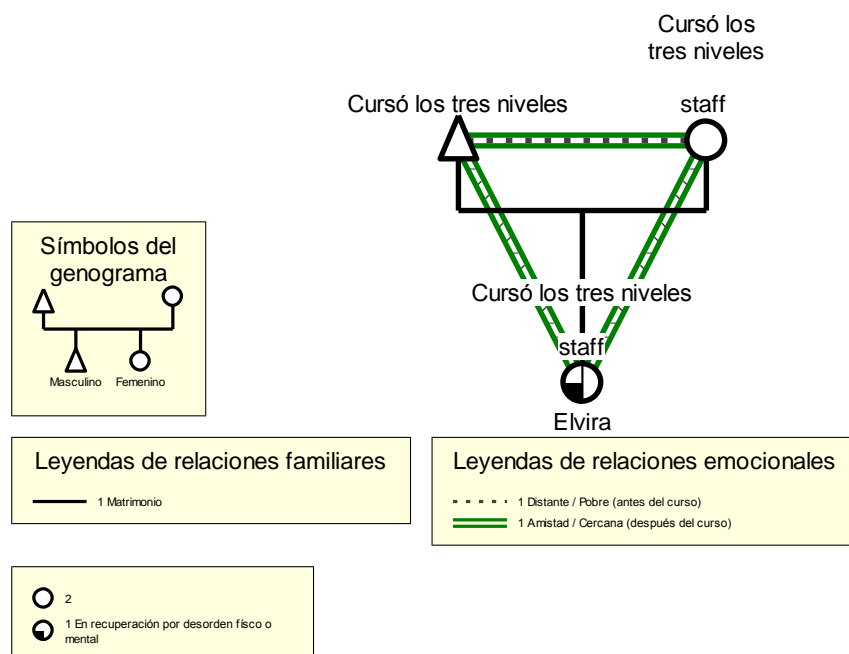 Cursó los
tres niveles
Cursó los tres niveles
staff
Símbolos del
genograma
Masculino
Femenino
Cursó los tres niveles
staff
Elvira
Leyendas de relaciones familiares
1 Matrimonio
Leyendas de relaciones emocionales
1 Distante / Pobre (antes del curso)
1 Amistad / Cercana (después del curso)
2
1 En recuperación por desorden físco o
mental